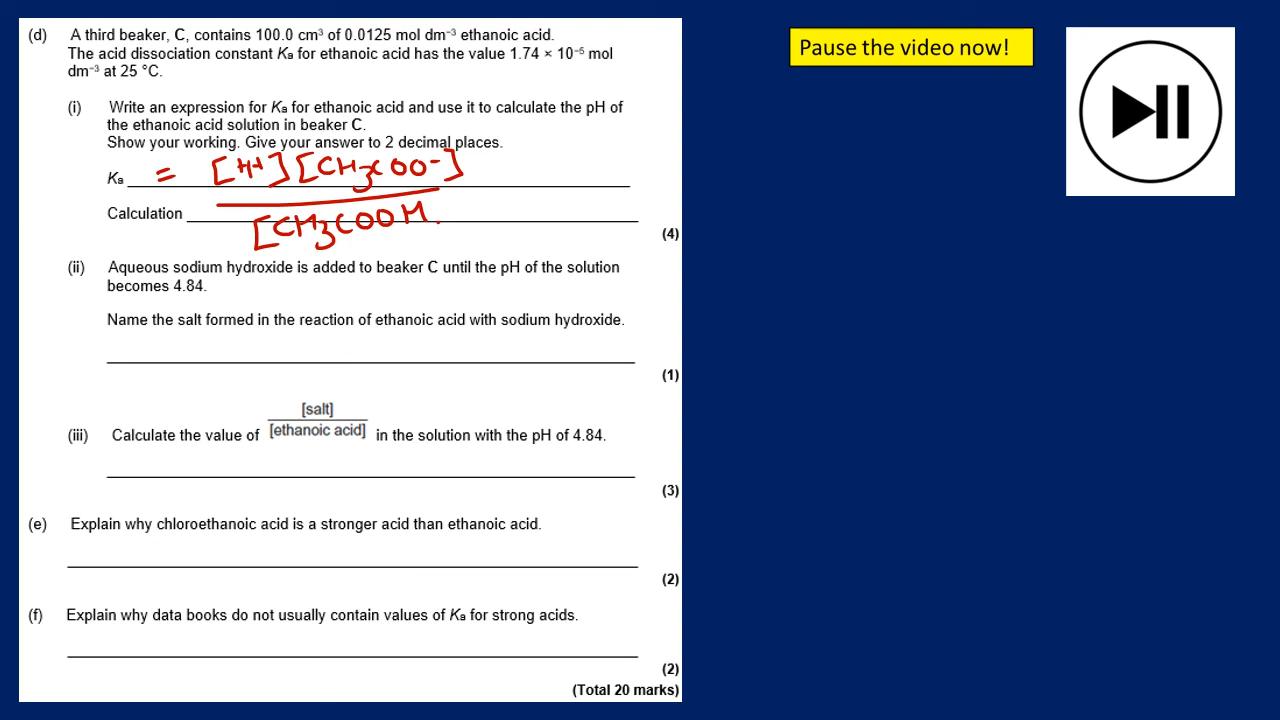 (d) A third beaker, C, contains 100.0 cm³ of 0.0125 mol dm⁻³ ethanoic acid.
The acid dissociation constant Ka for ethanoic acid has the value 1.74 × 10⁻⁵ mol
dm⁻³ at 25 °C.
(i) Write an expression for Ka for ethanoic acid and use it to calculate the pH of
the ethanoic acid solution in beaker C.
Show your working. Give your answer to 2 decimal places.
Ka = [H+][CH3COO-]
Calculation [CH3COOH.
(4)
(ii) Aqueous sodium hydroxide is added to beaker C until the pH of the solution
becomes 4.84.
Name the salt formed in the reaction of ethanoic acid with sodium hydroxide.
(1)
[salt]
(iii) Calculate the value of [ethanoic acid] in the solution with the pH of 4.84.
(3)
(e) Explain why chloroethanoic acid is a stronger acid than ethanoic acid.
(2)
(f) Explain why data books do not usually contain values of Ka for strong acids.
(2)
(Total 20 marks)
Pause the video now!